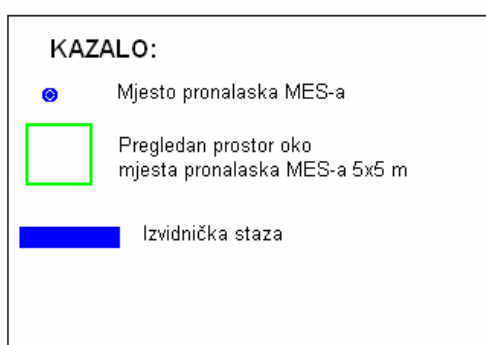 KAZALO:
Mjesto pronalaska MES-a
Pregledan prostor oko
mjesta pronalaska MES-a 5x5 m
Izvidnička staza